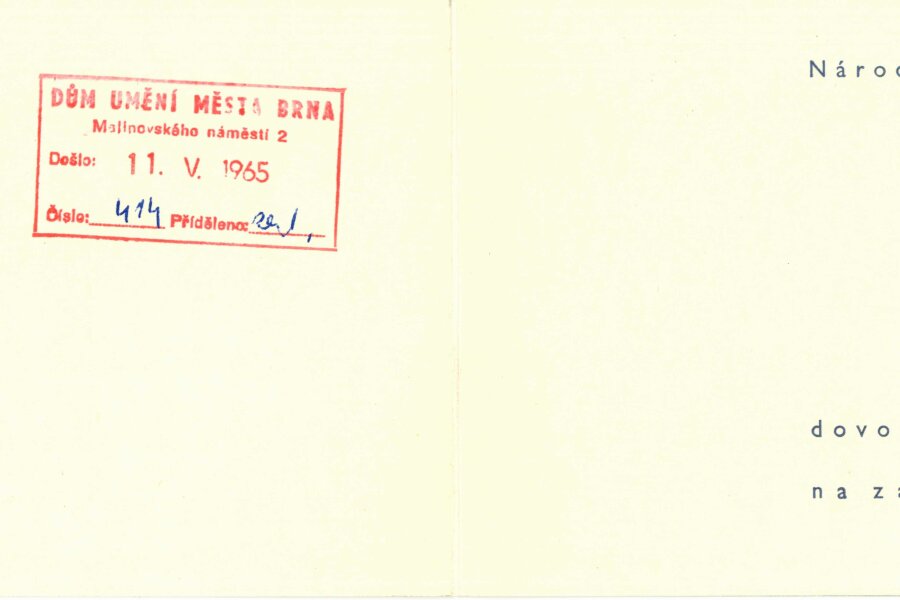 DŮM UMĚNÍ MĚSTA BRNA
Malinovského náměstí 2
Došlo: 11. V. 1965
Číslo: 414 Přiděleno:
Národ
dovo
na za